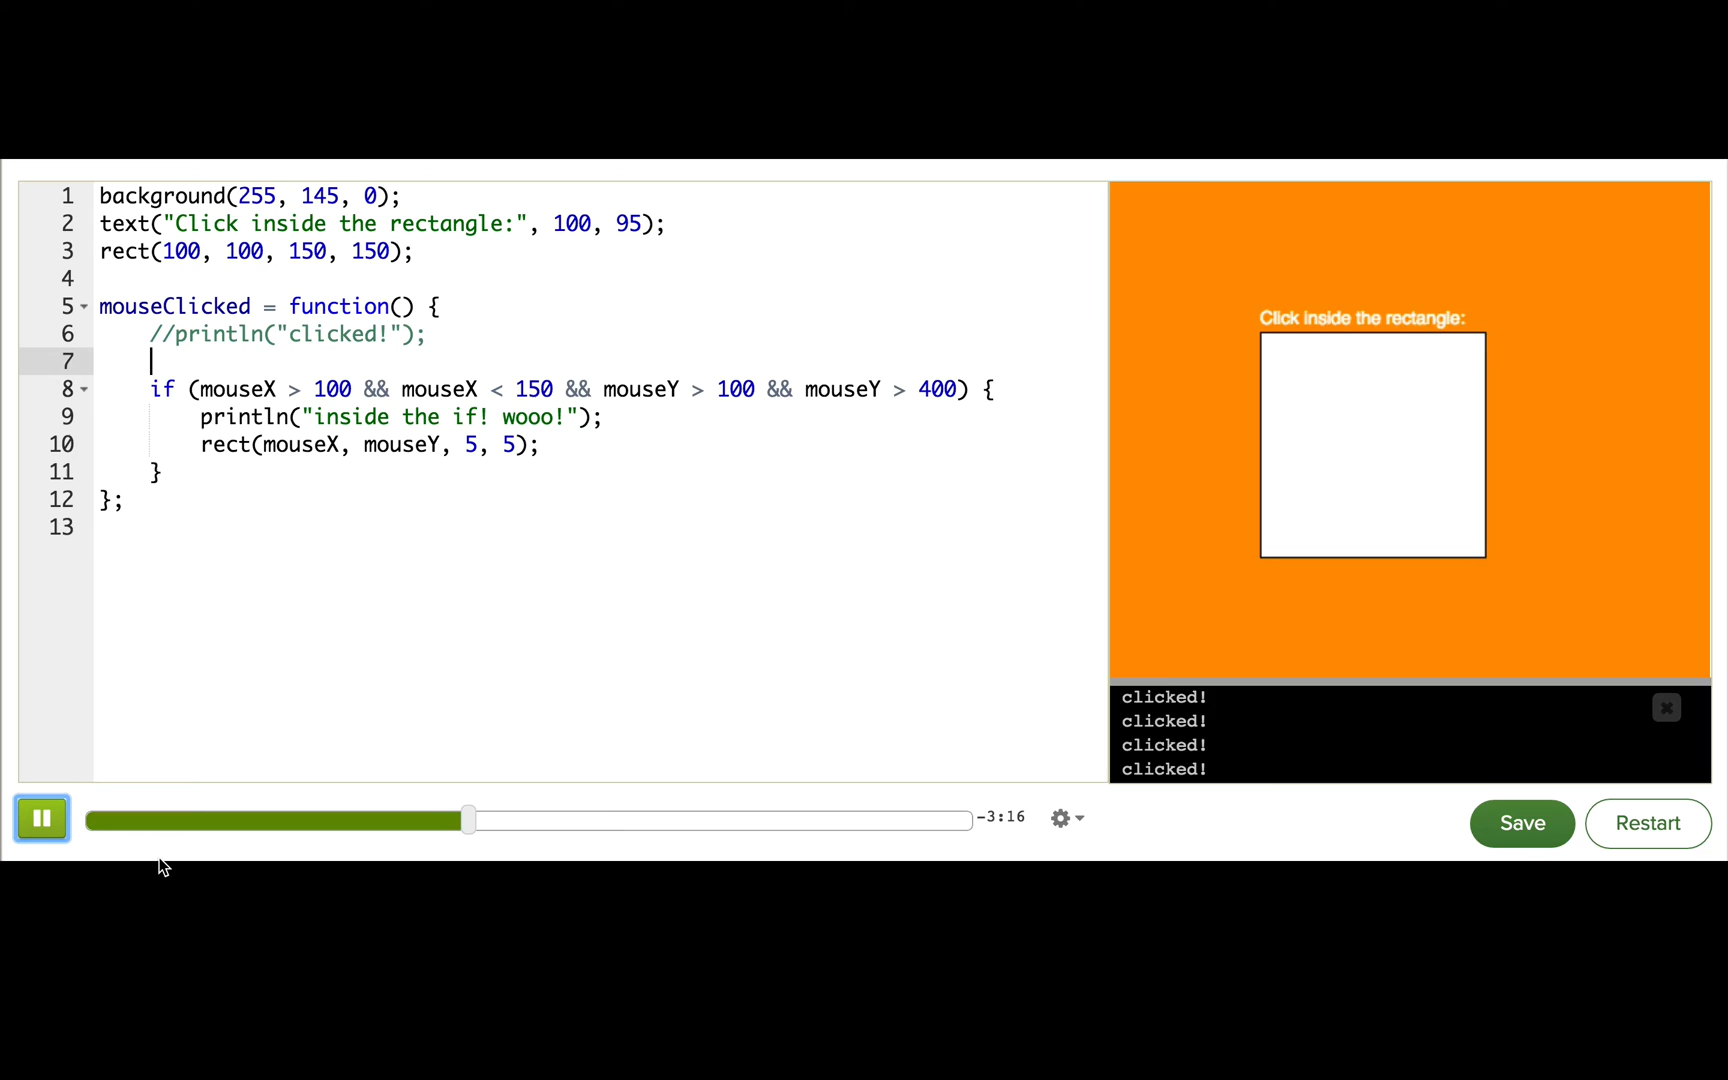 1 background(255, 145, 0);
2 text("Click inside the rectangle:", 100, 95);
3 rect(100, 100, 150, 150);
4
5 mouseClicked = function() {
6 //println("clicked!");
7
8 if (mouseX > 100 && mouseX < 150 && mouseY > 100 && mouseY > 400) {
9 println("inside the if! wooo!");
10 rect(mouseX, mouseY, 5, 5);
11 }
12 };
13
Click inside the rectangle:
clicked!
clicked!
clicked!
clicked!
-3:16
Save
Restart